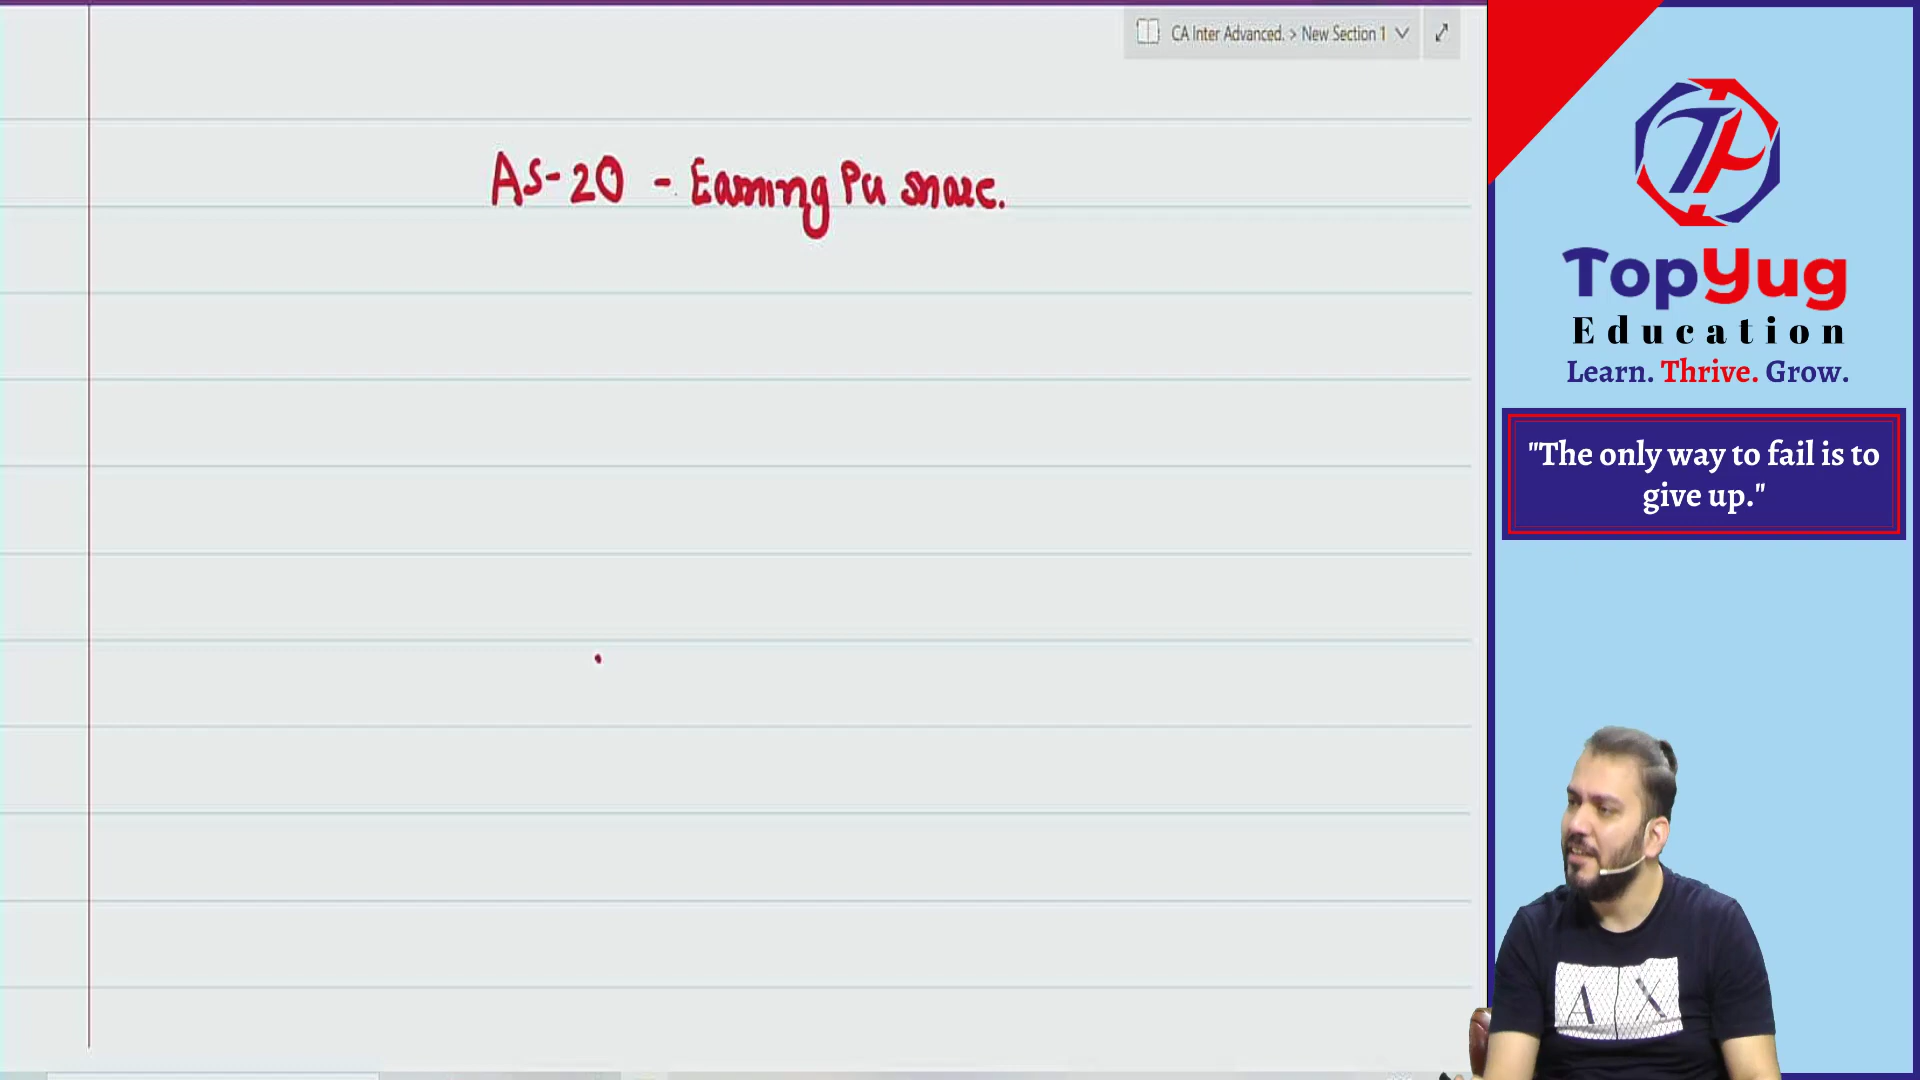 CA Inter Advanced. > New Section 1
AS-20 - Earning Per Share.
TopYug
Education
Learn. Thrive. Grow.
"The only way to fail is to
give up."
A X